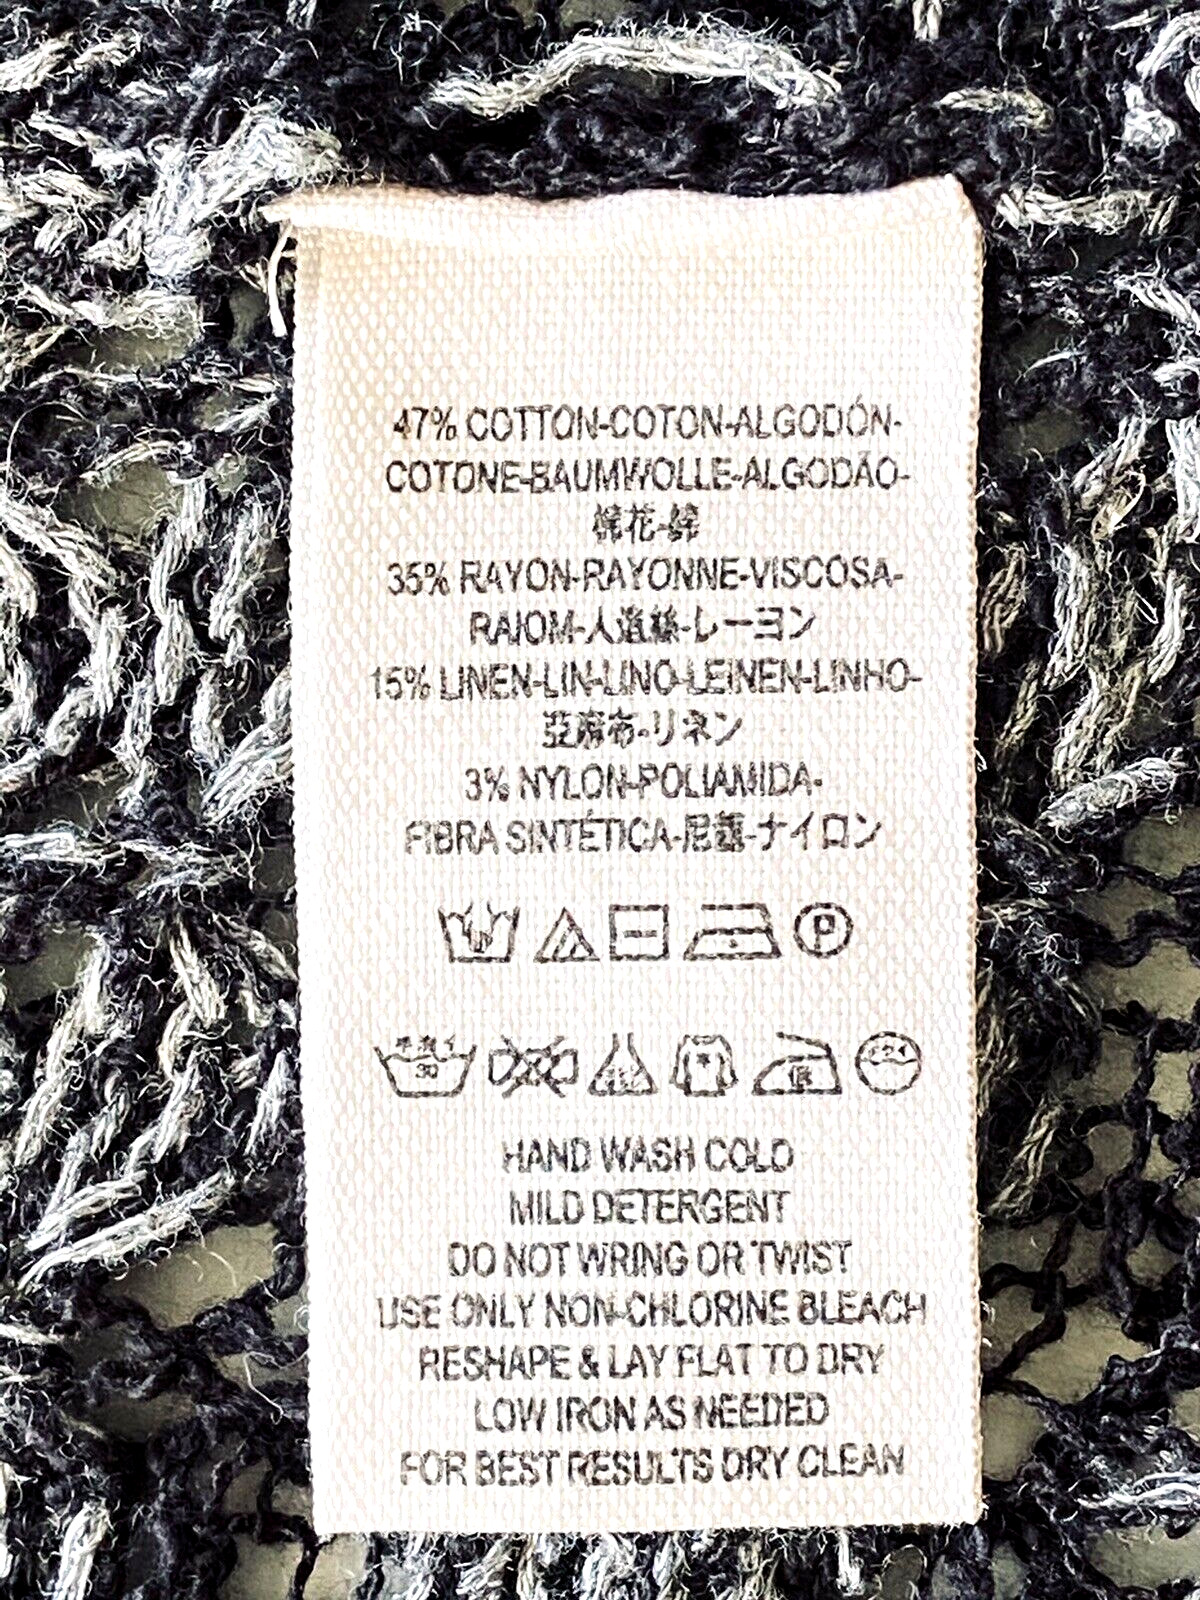 47% COTTON-COTON-ALGODÓN-
COTONE-BAUMWOLLE-ALGODÃO-
棉花-綿
35% RAYON-RAYONNE-VISCOSA-
RAIOM-人造絲-レーヨン
15% LINEN-LIN-LINO-LEINEN-LINHO-
亞麻布-リネン
3% NYLON-POLIAMIDA-
FIBRA SINTÉTICA-尼龍-ナイロン
P
30
HAND WASH COLD
MILD DETERGENT
DO NOT WRING OR TWIST
USE ONLY NON-CHLORINE BLEACH
RESHAPE & LAY FLAT TO DRY
LOW IRON AS NEEDED
FOR BEST RESULTS DRY CLEAN